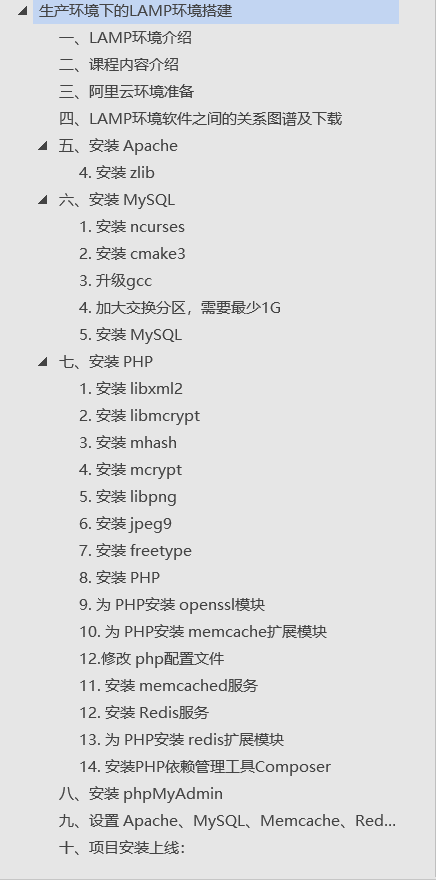 生产环境下的LAMP环境搭建
一、LAMP环境介绍
二、课程内容介绍
三、阿里云环境准备
四、LAMP环境软件之间的关系图谱及下载
五、安装 Apache
4. 安装 zlib
六、安装 MySQL
1. 安装 ncurses
2. 安装 cmake3
3. 升级gcc
4. 加大交换分区，需要最少1G
5. 安装 MySQL
七、安装 PHP
1. 安装 libxml2
2. 安装 libmcrypt
3. 安装 mhash
4. 安装 mcrypt
5. 安装 libpng
6. 安装 jpeg9
7. 安装 freetype
8. 安装 PHP
9. 为 PHP安装 openssl模块
10. 为 PHP安装 memcache扩展模块
12.修改 php配置文件
11. 安装 memcached服务
12. 安装 Redis服务
13. 为 PHP安装 redis扩展模块
14. 安装PHP依赖管理工具Composer
八、安装 phpMyAdmin
九、设置 Apache、MySQL、Memcache、Red...
十、项目安装上线：